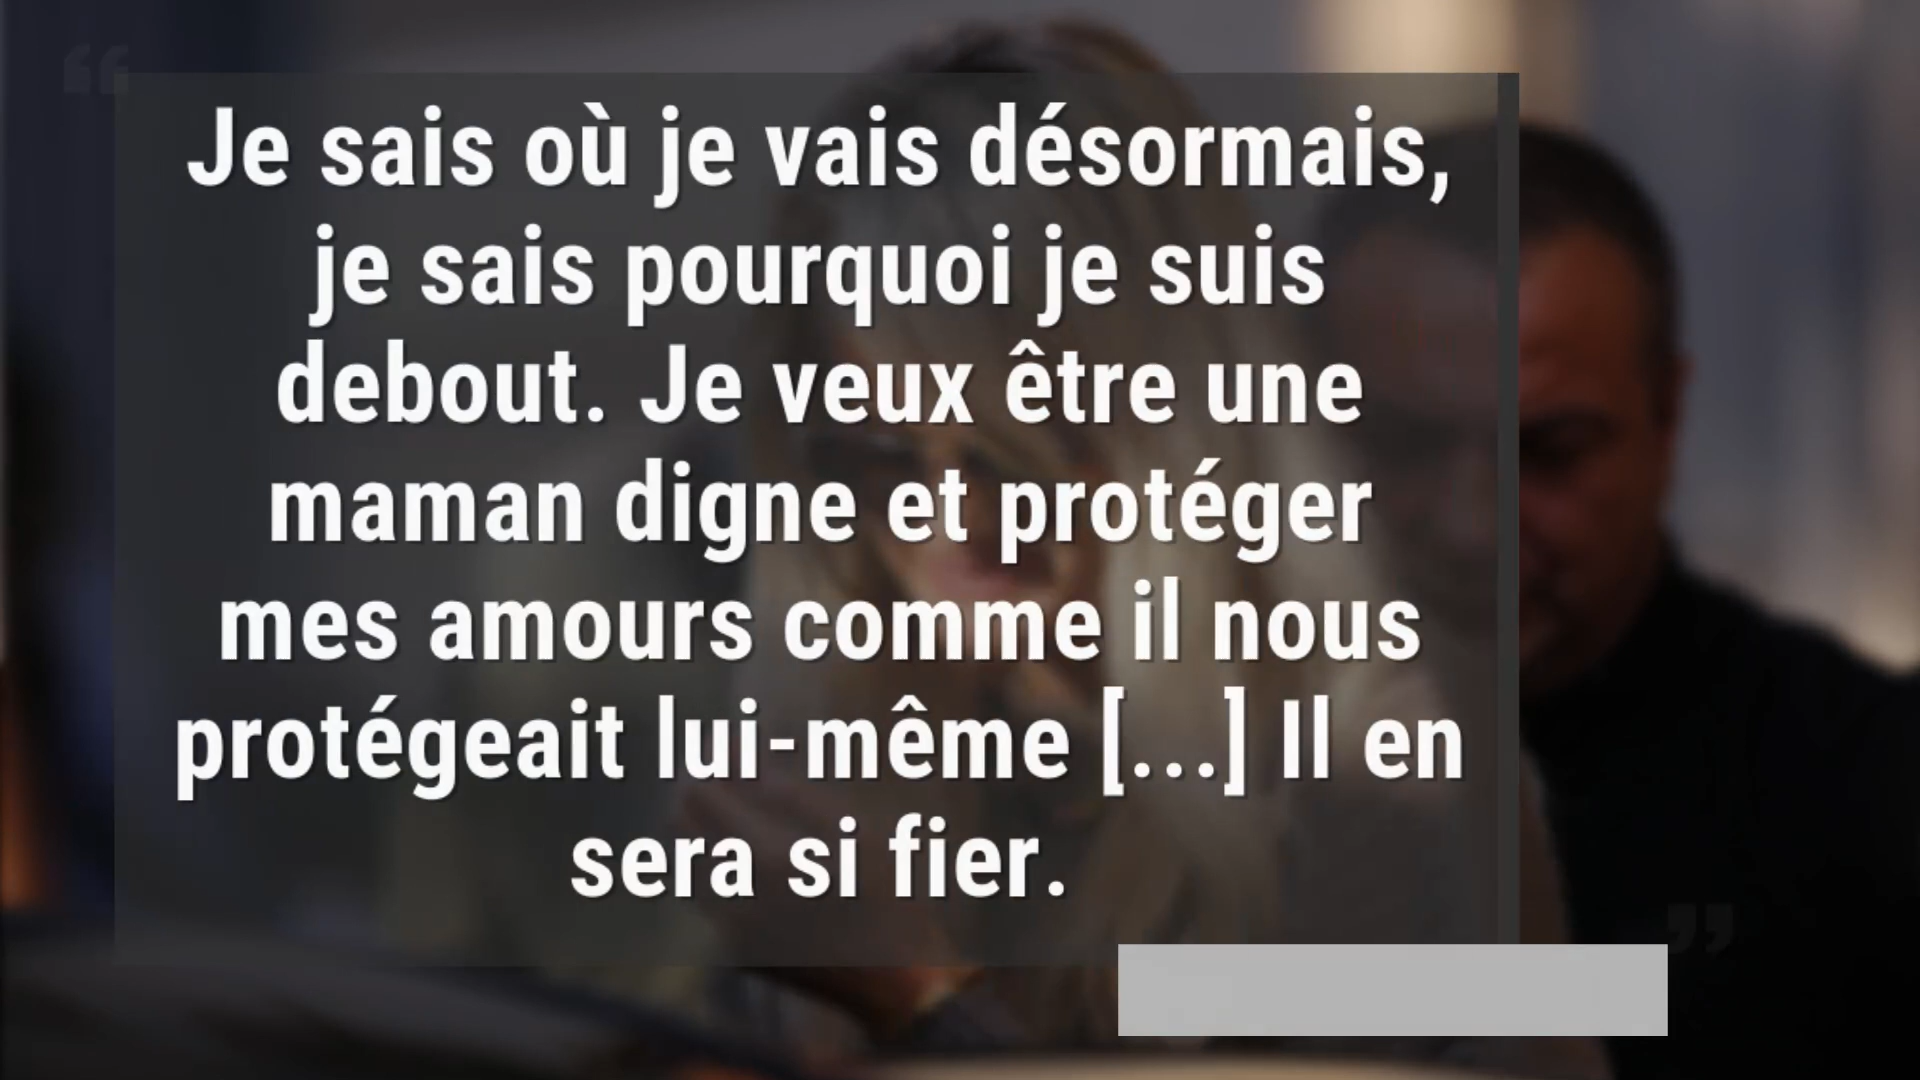 Je sais où je vais désormais,
je sais pourquoi je suis
debout. Je veux être une
maman digne et protéger
mes amours comme il nous
protégeait lui-même [...] Il en
sera si fier.